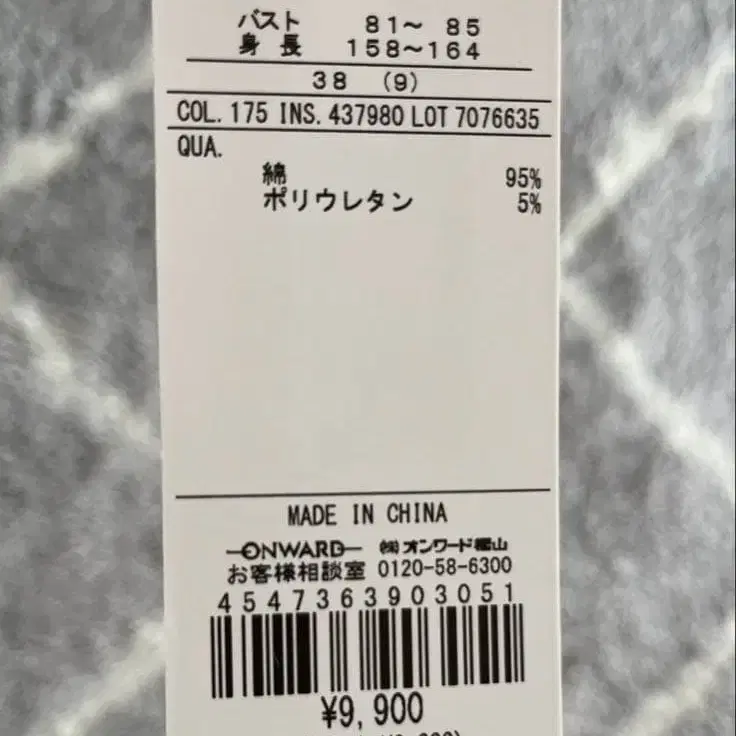 バスト 81〜 85
身 長 158〜164
38 (9)
COL. 175 INS. 437980 LOT 7076635
QUA.
綿 95%
ポリウレタン 5%
MADE IN CHINA
ONWARD ㈱オンワード樫山
お客様相談室 0120-58-6300
4547363903051
¥9,900